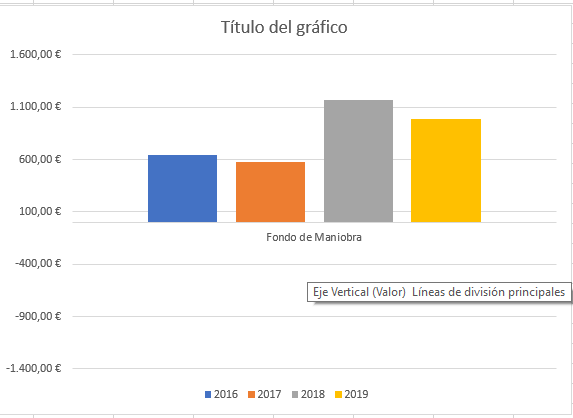 Título del gráfico
1.600,00 €
1.100,00 €
600,00 €
100,00 €
Fondo de Maniobra
-400,00 €
Eje Vertical (Valor) Líneas de división principales
-900,00 €
-1.400,00 €
2016 2017 2018 2019